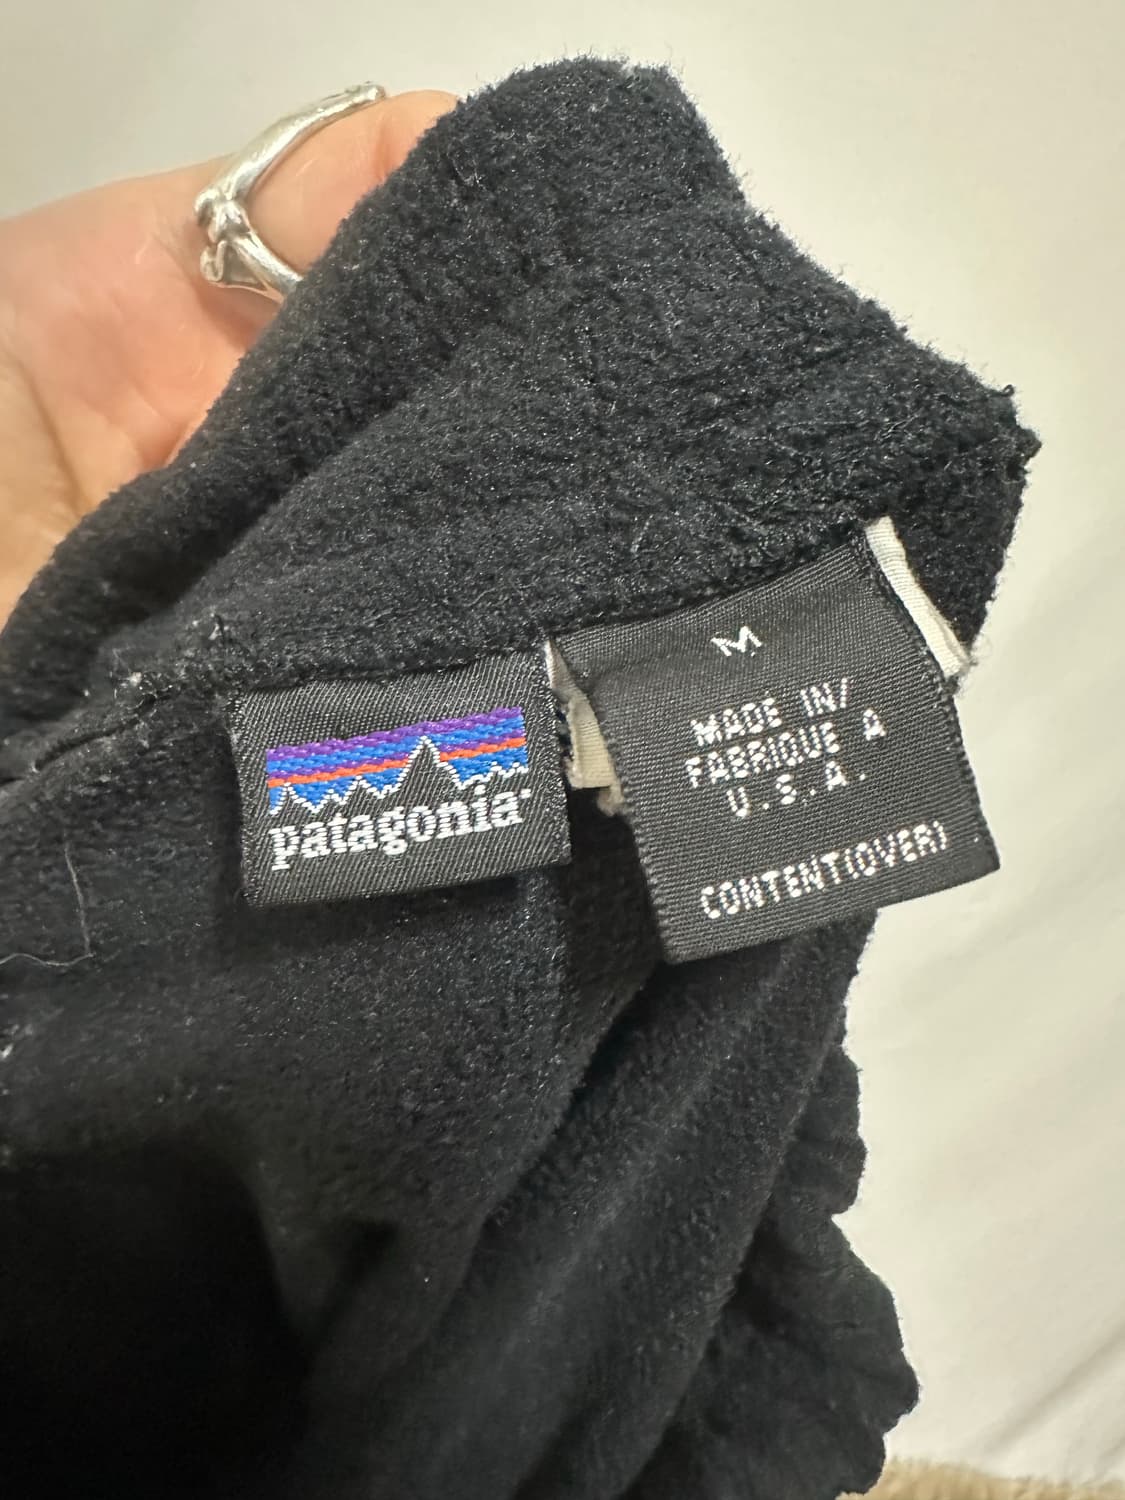 patagonia
M
MADE IN/
FABRIQUE A
U.S.A.
CONTENT(OVER)